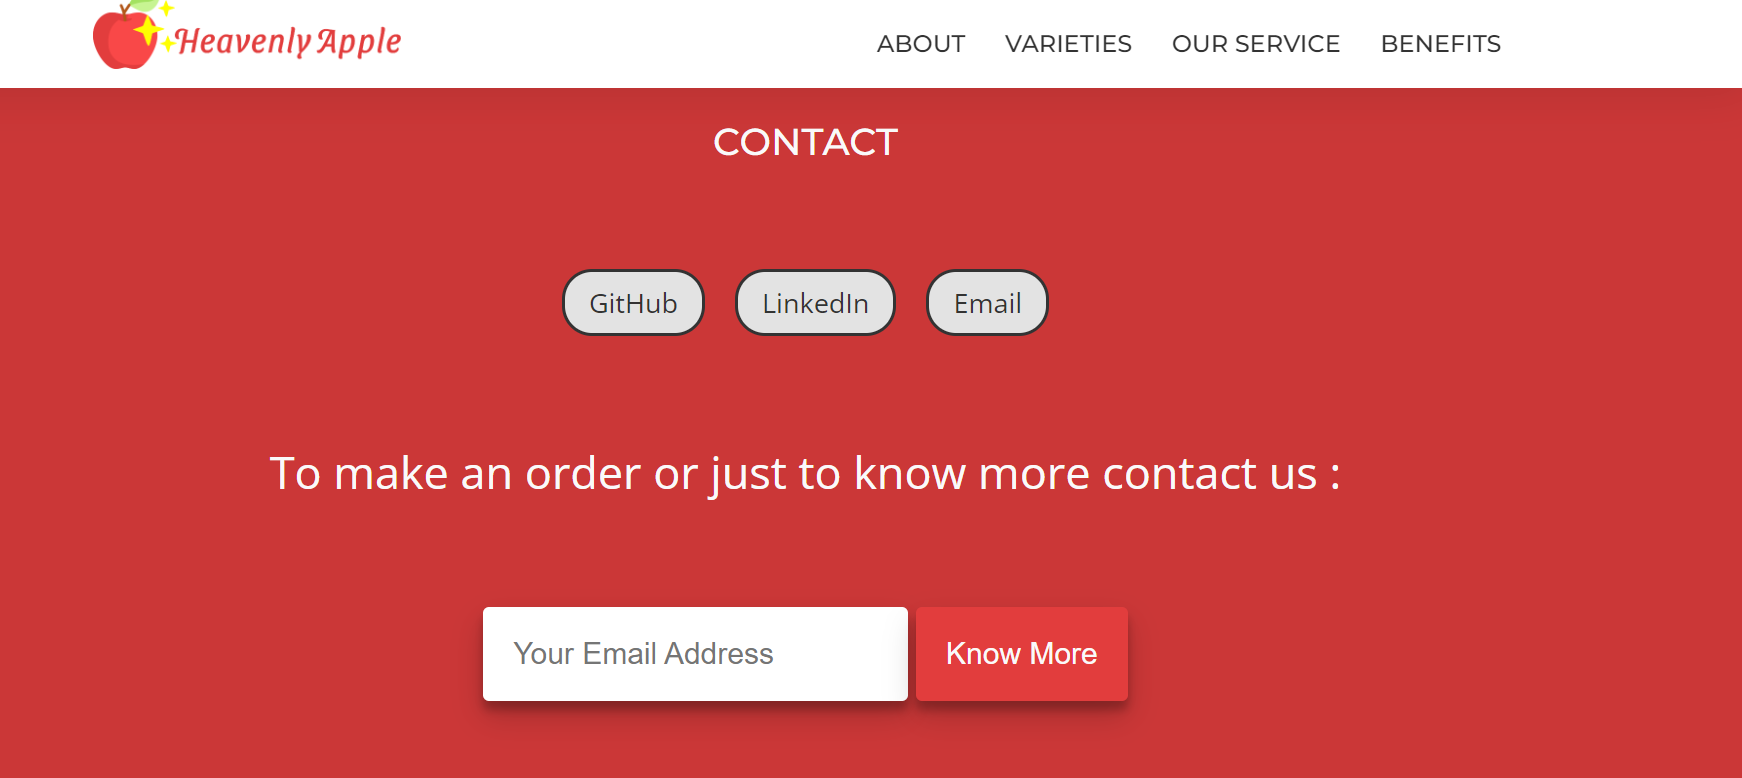 Heavenly Apple
ABOUT VARIETIES OUR SERVICE BENEFITS
CONTACT
GitHub LinkedIn Email
To make an order or just to know more contact us :
Your Email Address Know More